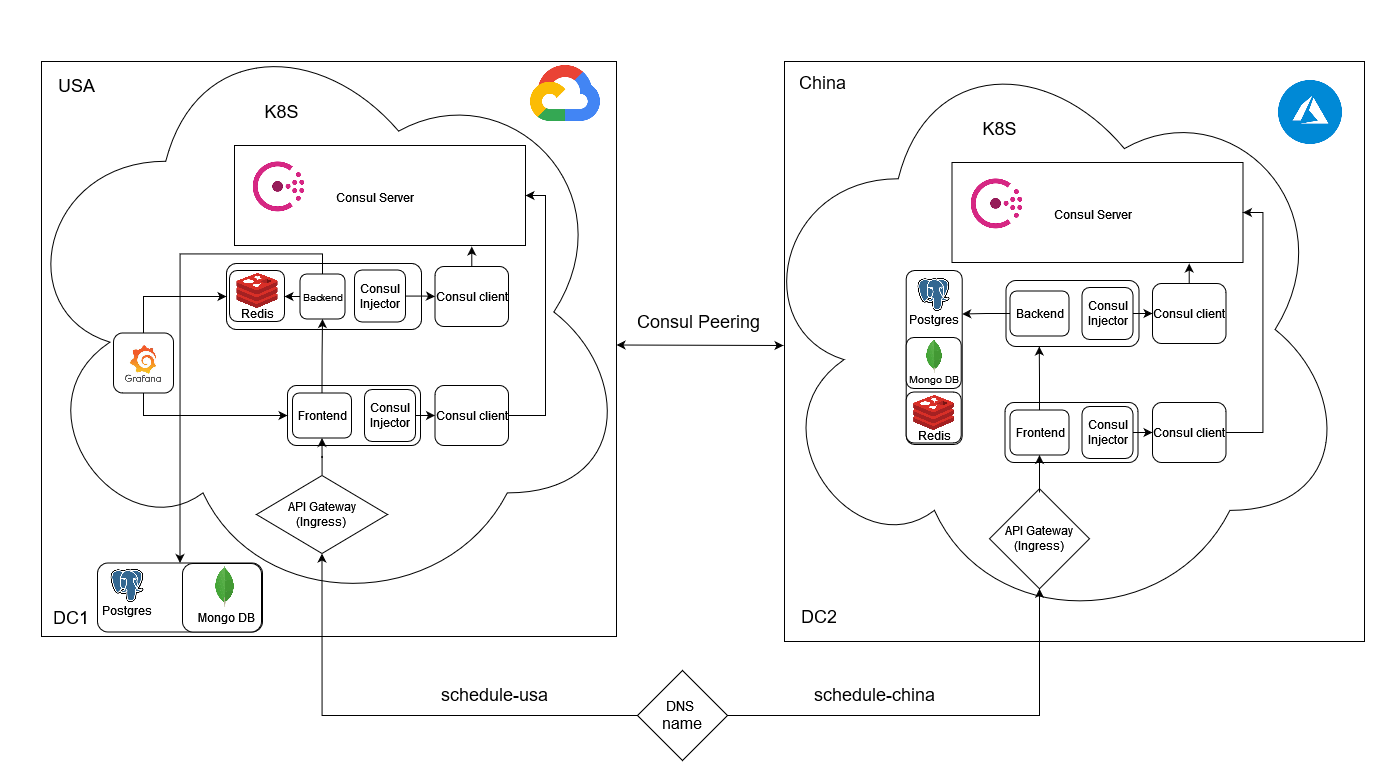 USA
K8S
Consul Server
Redis
Backend
Consul
Injector
Consul client
Grafana
Frontend
Consul
Injector
Consul client
API Gateway
(Ingress)
Postgres
Mongo DB
DC1
Consul Peering
China
K8S
Consul Server
Postgres
Mongo DB
Redis
Backend
Consul
Injector
Consul client
Frontend
Consul
Injector
Consul client
API Gateway
(Ingress)
DC2
schedule-usa
DNS
name
schedule-china